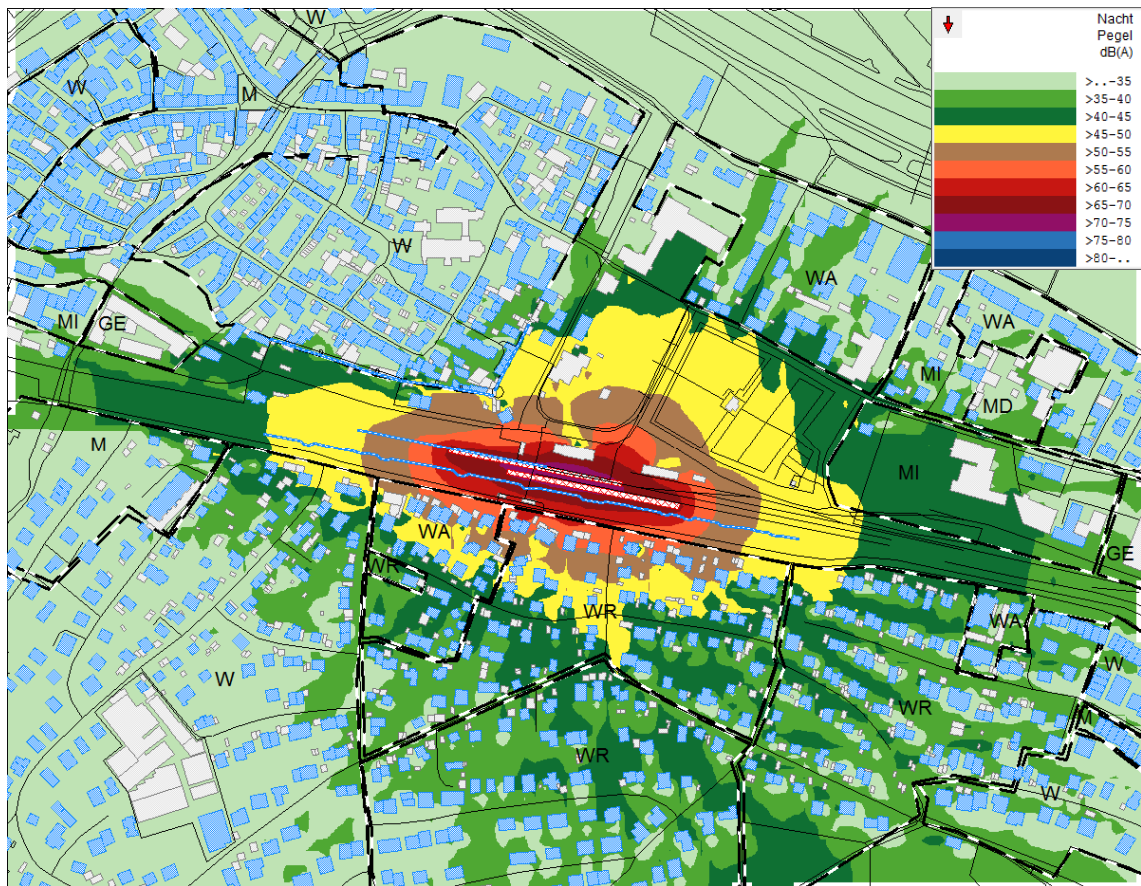 Nacht
Pegel
dB(A)
>..-35
>35-40
>40-45
>45-50
>50-55
>55-60
>60-65
>65-70
>70-75
>75-80
>80-..
W
W
M
W
WA
WA
MI
GE
MI
MD
M
MI
WA
GE
WR
WR
WA
W
W
WR
M
WR
W